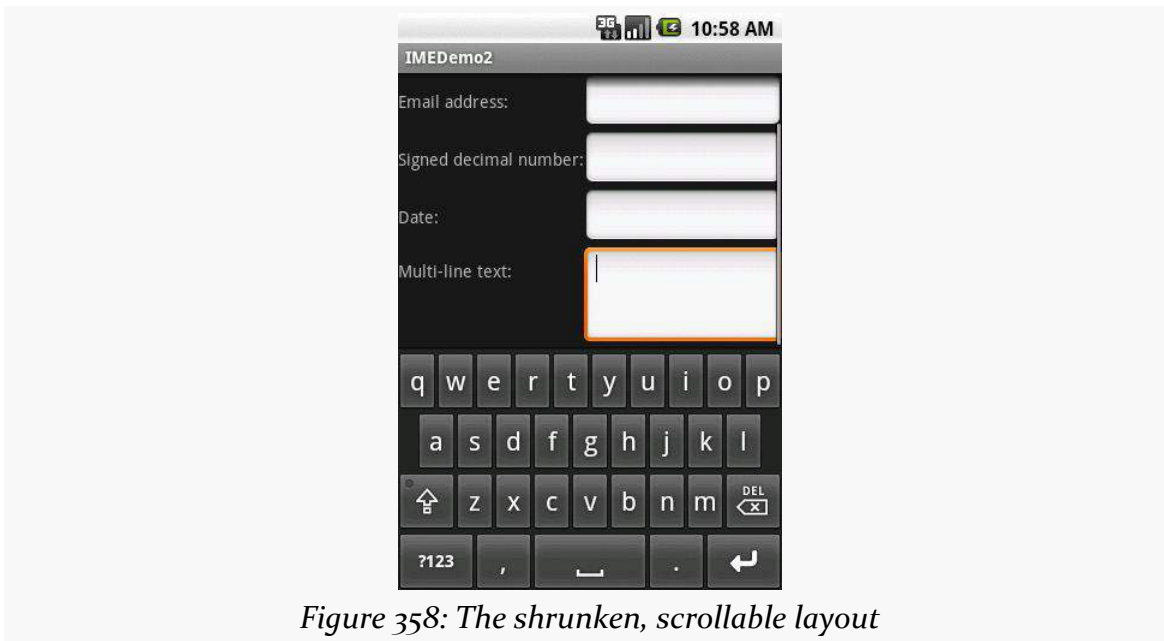 3G 10:58 AM
IMEDemo2
Email address:
Signed decimal number:
Date:
Multi-line text:
q w e r t y u i o p
a s d f g h j k l
z x c v b n m DEL
?123 , .
Figure 358: The shrunken, scrollable layout